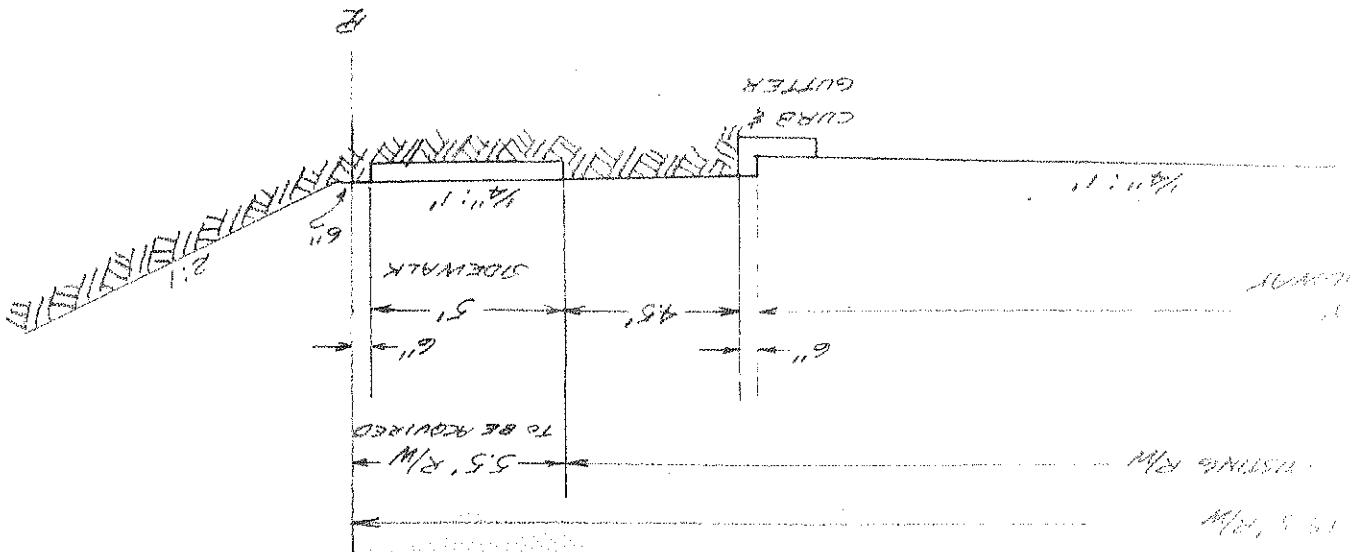 R/W
R/W
5.5' R/W
TO BE ACQUIRED
6"
6"
4.5'
5'
SIDEWALK
2:1
6"
1/4" : 1'
1/4" : 1'
CURB &
GUTTER
PL